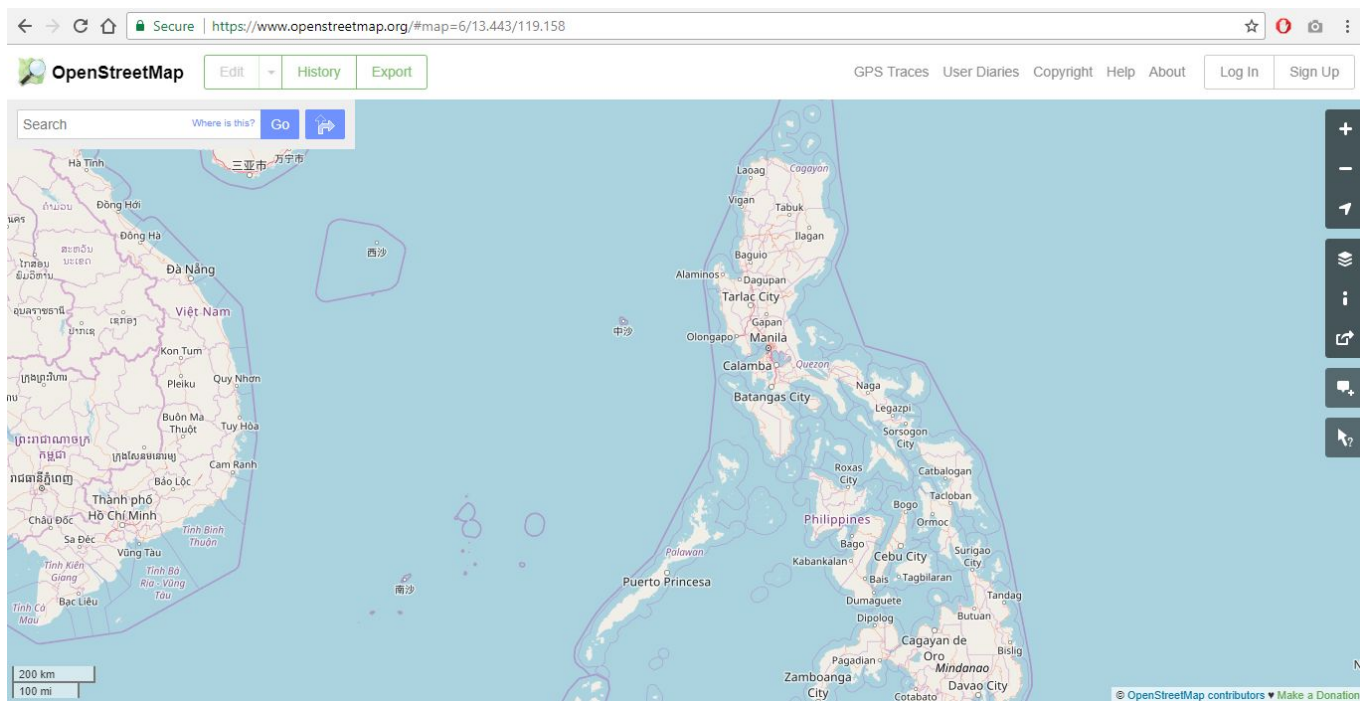 Secure | https://www.openstreetmap.org/#map=6/13.443/119.158
OpenStreetMap
Edit
History
Export
GPS Traces
User Diaries
Copyright
Help
About
Log In
Sign Up
Search
Where is this?
Go
Hà Tĩnh
三亚市
万宁市
Laoag
Cagayan
Đồng Hới
Vigan
Tabuk
Đông Hà
Ilagan
西沙
Baguio
Đà Nẵng
Alaminos
Dagupan
Tarlac City
Việt Nam
Gapan
中沙
Olongapo
Manila
Kon Tum
Calamba
Quezon
Pleiku
Quy Nhơn
Naga
Batangas City
Legazpi
Buôn Ma
Thuột
Tuy Hòa
Sorsogon
City
Cam Ranh
Roxas
City
Catbalogan
Bảo Lộc
Thành phố
Hồ Chí Minh
Tacloban
Bogo
Châu Đốc
Philippines
Ormoc
Tỉnh Bình
Thuận
Sa Đéc
Vũng Tàu
Bago
Cebu City
Surigao
City
Palawan
Kabankalan
Tỉnh Kiên
Giang
Tỉnh Bà
Rịa - Vũng
Tàu
Puerto Princesa
Bais
Tagbilaran
南沙
Bạc Liêu
Tỉnh Cà
Mau
Dumaguete
Tandag
Dipolog
Butuan
Cagayan de
Oro
Bislig
Pagadian
Mindanao
Zamboanga
City
Davao City
Cotabato
200 km
100 mi
© OpenStreetMap contributors ♥ Make a Donation